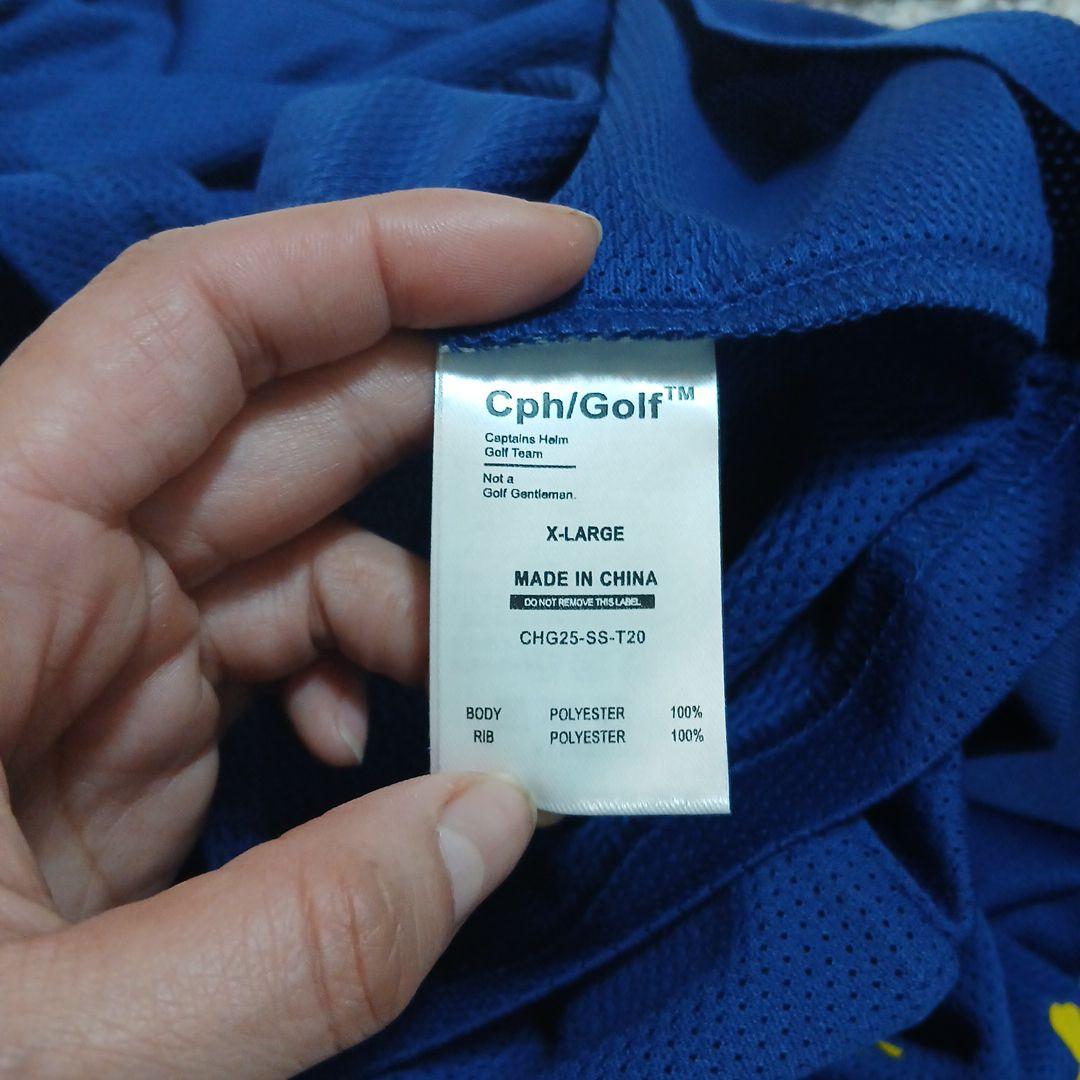 Cph/Golf™
Captains Helm
Golf Team
Not a
Golf Gentleman.
X-LARGE
MADE IN CHINA
DO NOT REMOVE THIS LABEL
CHG25-SS-T20
BODY POLYESTER 100%
RIB POLYESTER 100%